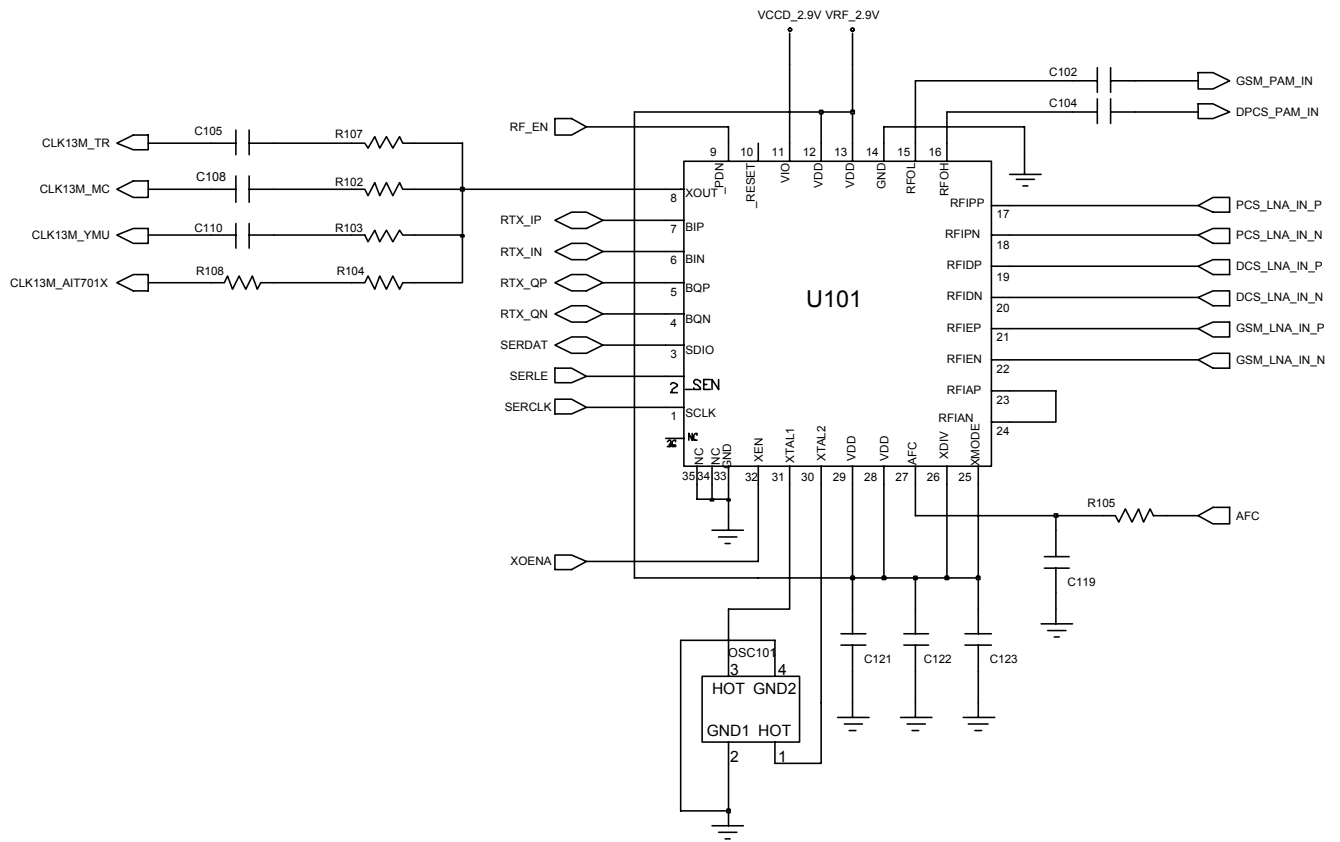 VCCD_2.9V VRF_2.9V
C102 GSM_PAM_IN
C104 DPCS_PAM_IN
RF_EN
CLK13M_TR C105 R107
CLK13M_MC C108 R102
CLK13M_YMU C110 R103
CLK13M_AIT701X R108 R104
9 10 11 12 13 14 15 16
_PDN _RESET VIO VDD VDD GND RFOL RFOH
XOUT 8
RTX_IP BIP 7
RTX_IN BIN 6
RTX_QP BQP 5
RTX_QN BQN 4
SERDAT SDIO 3
SERLE _SEN 2
SERCLK SCLK 1
NC
U101
RFIPP 17 PCS_LNA_IN_P
RFIPN 18 PCS_LNA_IN_N
RFIDP 19 DCS_LNA_IN_P
RFIDN 20 DCS_LNA_IN_N
RFIEP 21 GSM_LNA_IN_P
RFIEN 22 GSM_LNA_IN_N
RFIAP 23
RFIAN 24
NC NC GND XEN XTAL1 XTAL2 VDD VDD AFC XDIV XMODE
35 34 33 32 31 30 29 28 27 26 25
R105 AFC
XOENA
C119
C121 C122 C123
OSC101
3 4
HOT GND2
GND1 HOT
2 1